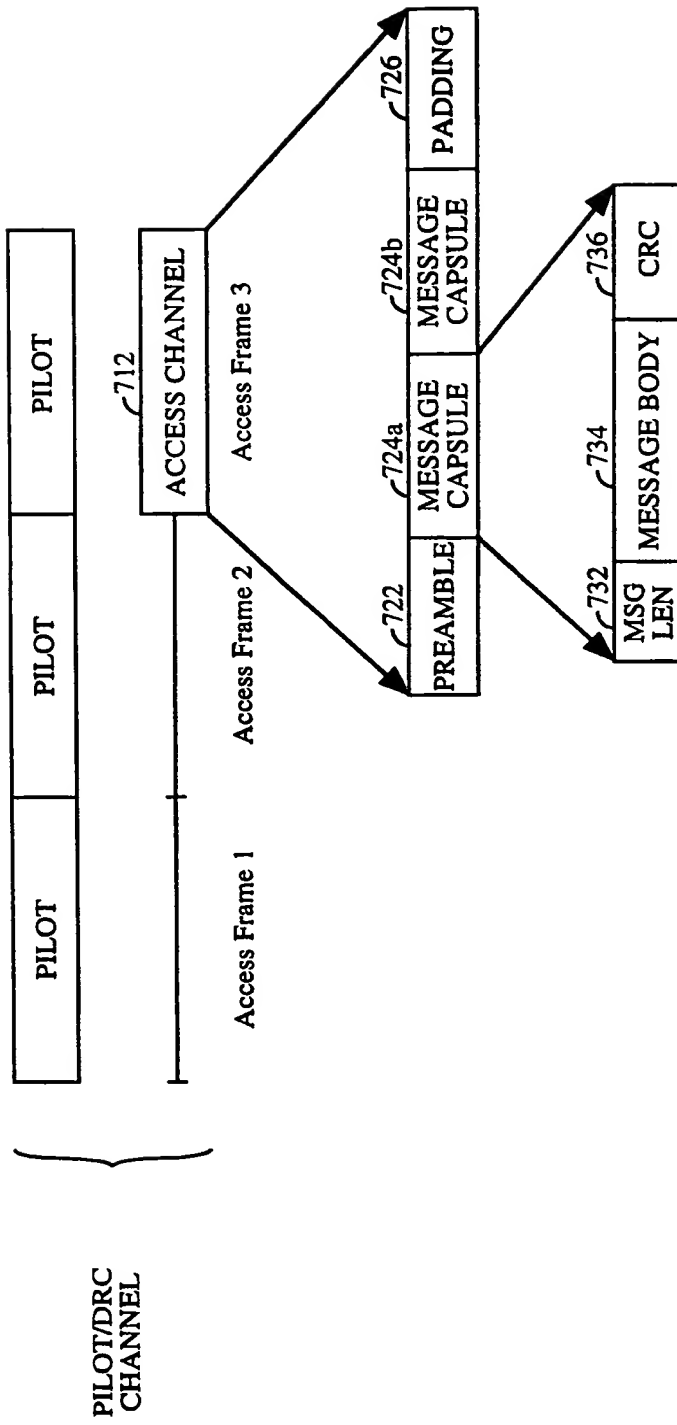 PILOT/DRC
CHANNEL
PILOT
PILOT
PILOT
712
ACCESS CHANNEL
Access Frame 1
Access Frame 2
Access Frame 3
722
724a
724b
726
PREAMBLE
MESSAGE
CAPSULE
MESSAGE
CAPSULE
PADDING
732
734
736
MSG
LEN
MESSAGE BODY
CRC